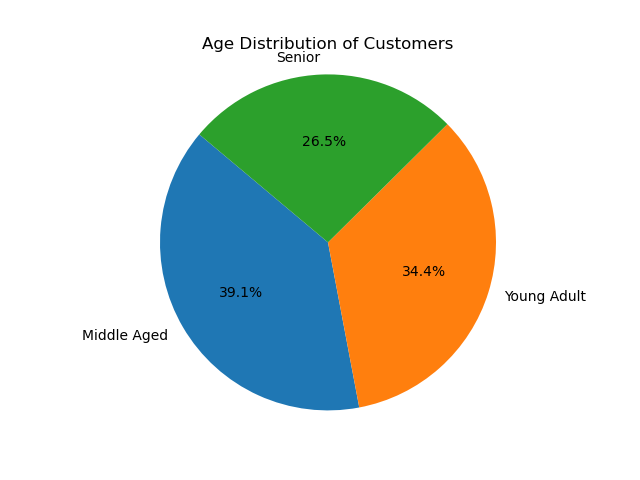 Age Distribution of Customers
Senior
26.5%
34.4%
39.1%
Young Adult
Middle Aged